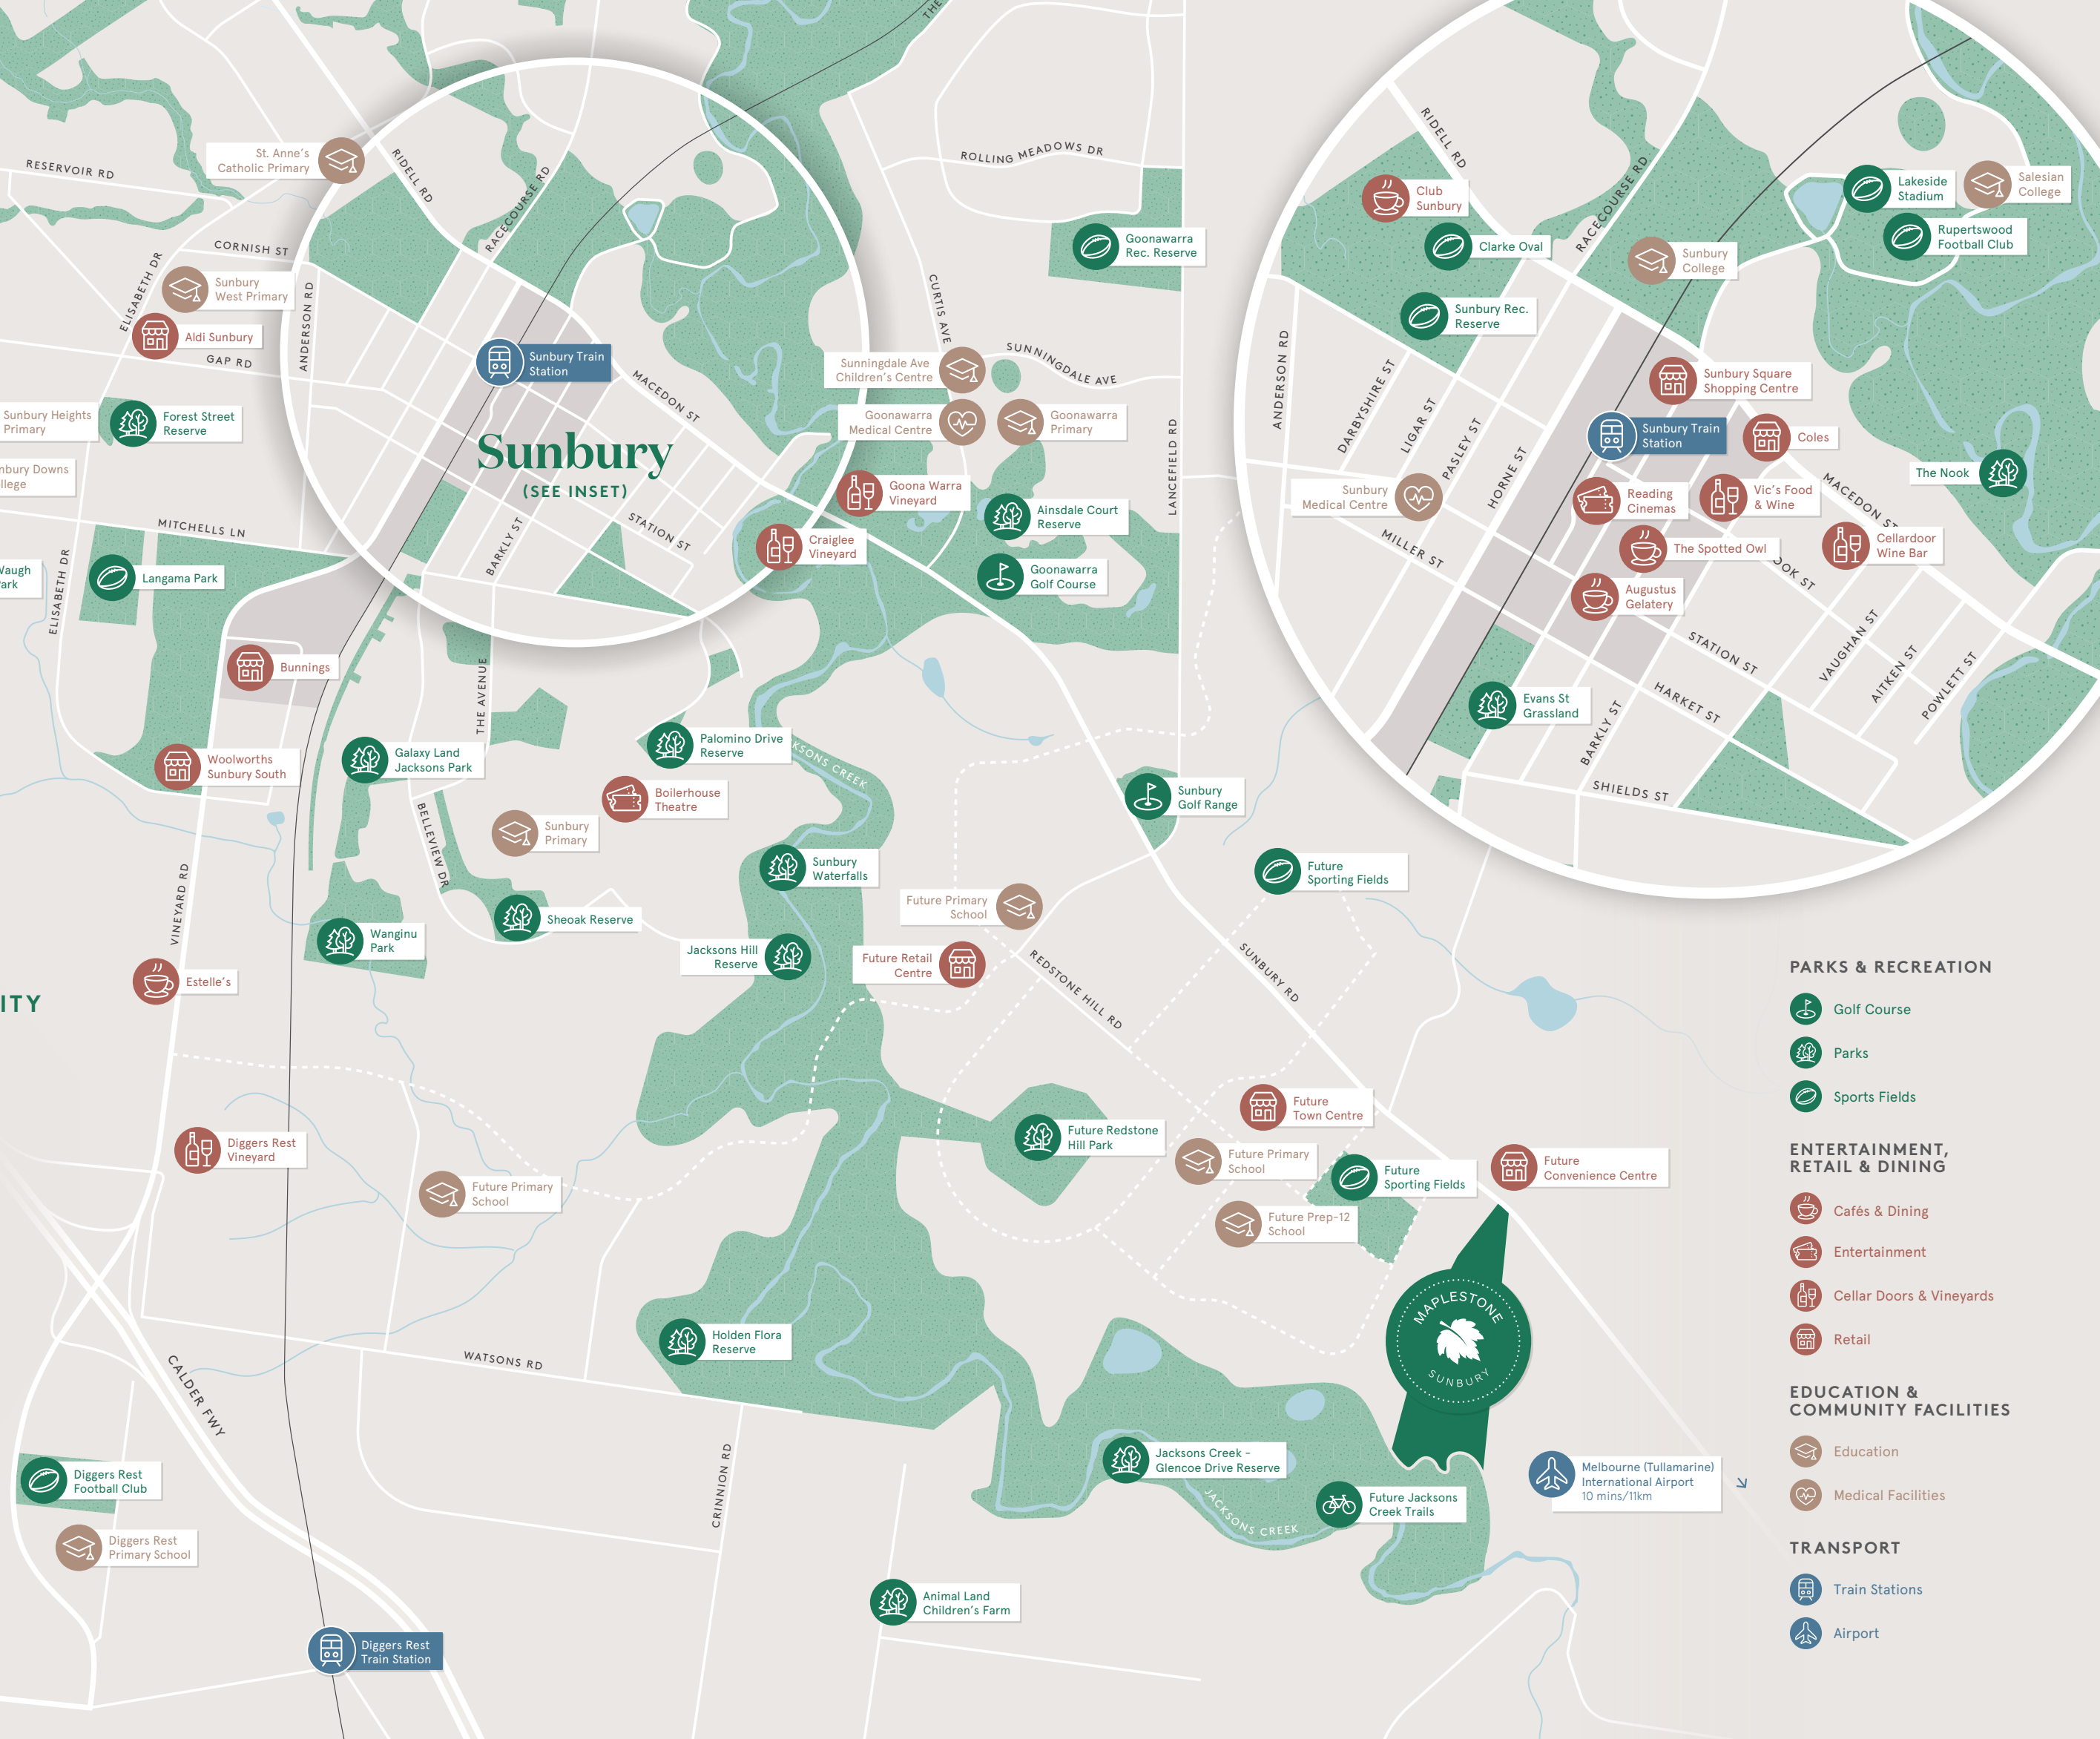 THE
RESERVOIR RD
St. Anne's
Catholic Primary
RIDELL RD
RACECOURSE RD
ROLLING MEADOWS DR
CORNISH ST
ELISABETH DR
Sunbury
West Primary
Aldi Sunbury
GAP RD
ANDERSON RD
Goonawarra
Rec. Reserve
CURTIS AVE
SUNNINGDALE AVE
Sunningdale Ave
Children's Centre
Goonawarra
Medical Centre
Goonawarra
Primary
Sunbury Train
Station
MACEDON ST
Sunbury Heights
Primary
Forest Street
Reserve
Sunbury
(SEE INSET)
MITCHELLS LN
BARKLY ST
STATION ST
Goona Warra
Vineyard
Craiglee
Vineyard
Ainsdale Court
Reserve
Goonawarra
Golf Course
LANCEFIELD RD
Langama Park
ELISABETH DR
Bunnings
THE AVENUE
Woolworths
Sunbury South
Galaxy Land
Jacksons Park
Palomino Drive
Reserve
CREEK
Boilerhouse
Theatre
Sunbury
Primary
BELLEVIEW DR
Sunbury
Golf Range
Sunbury
Waterfalls
Sheoak Reserve
VINEYARD RD
Wanginu
Park
Jacksons Hill
Reserve
Estelle's
ITY
Future Primary
School
Future Retail
Centre
REDSTONE HILL RD
SUNBURY RD
Future
Sporting Fields
Future
Town Centre
Future Redstone
Hill Park
Future Primary
School
Future
Sporting Fields
Future
Convenience Centre
Future Prep-12
School
Diggers Rest
Vineyard
Future Primary
School
MAPLESTONE
SUNBURY
Holden Flora
Reserve
WATSONS RD
CALDER FWY
CRINNION RD
Diggers Rest
Football Club
Diggers Rest
Primary School
Diggers Rest
Train Station
Jacksons Creek -
Glencoe Drive Reserve
JACKSONS CREEK
Future Jacksons
Creek Trails
Melbourne (Tullamarine)
International Airport
10 mins/11km
Animal Land
Children's Farm
RIDELL RD
RACECOURSE RD
Club
Sunbury
Clarke Oval
Sunbury
College
Lakeside
Stadium
Salesian
College
Rupertswood
Football Club
Sunbury Rec.
Reserve
ANDERSON RD
DARBYSHIRE ST
LIGAR ST
PASLEY ST
HORNE ST
Sunbury Square
Shopping Centre
Sunbury Train
Station
Coles
The Nook
Sunbury
Medical Centre
Reading
Cinemas
Vic's Food
& Wine
MACEDON ST
MILLER ST
The Spotted Owl
Cellardoor
Wine Bar
Augustus
Gelatery
STATION ST
VAUGHAN ST
AITKEN ST
POWLETT ST
Evans St
Grassland
BARKLY ST
HARKET ST
SHIELDS ST
PARKS & RECREATION
Golf Course
Parks
Sports Fields
ENTERTAINMENT,
RETAIL & DINING
Cafés & Dining
Entertainment
Cellar Doors & Vineyards
Retail
EDUCATION &
COMMUNITY FACILITIES
Education
Medical Facilities
TRANSPORT
Train Stations
Airport